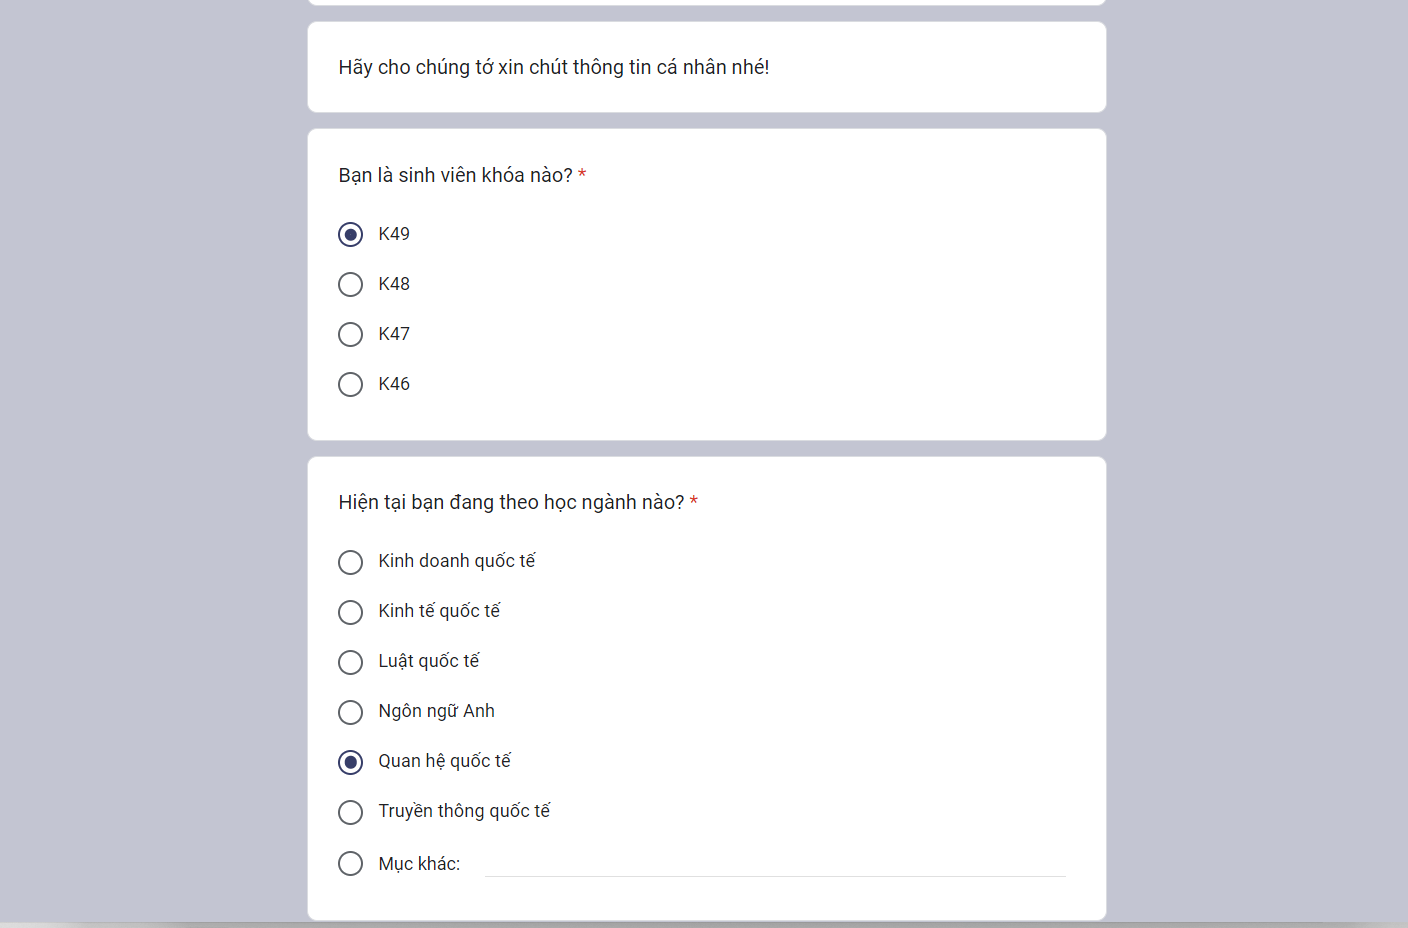 Hãy cho chúng tớ xin chút thông tin cá nhân nhé!
Bạn là sinh viên khóa nào? *
K49
K48
K47
K46
Hiện tại bạn đang theo học ngành nào? *
Kinh doanh quốc tế
Kinh tế quốc tế
Luật quốc tế
Ngôn ngữ Anh
Quan hệ quốc tế
Truyền thông quốc tế
Mục khác: